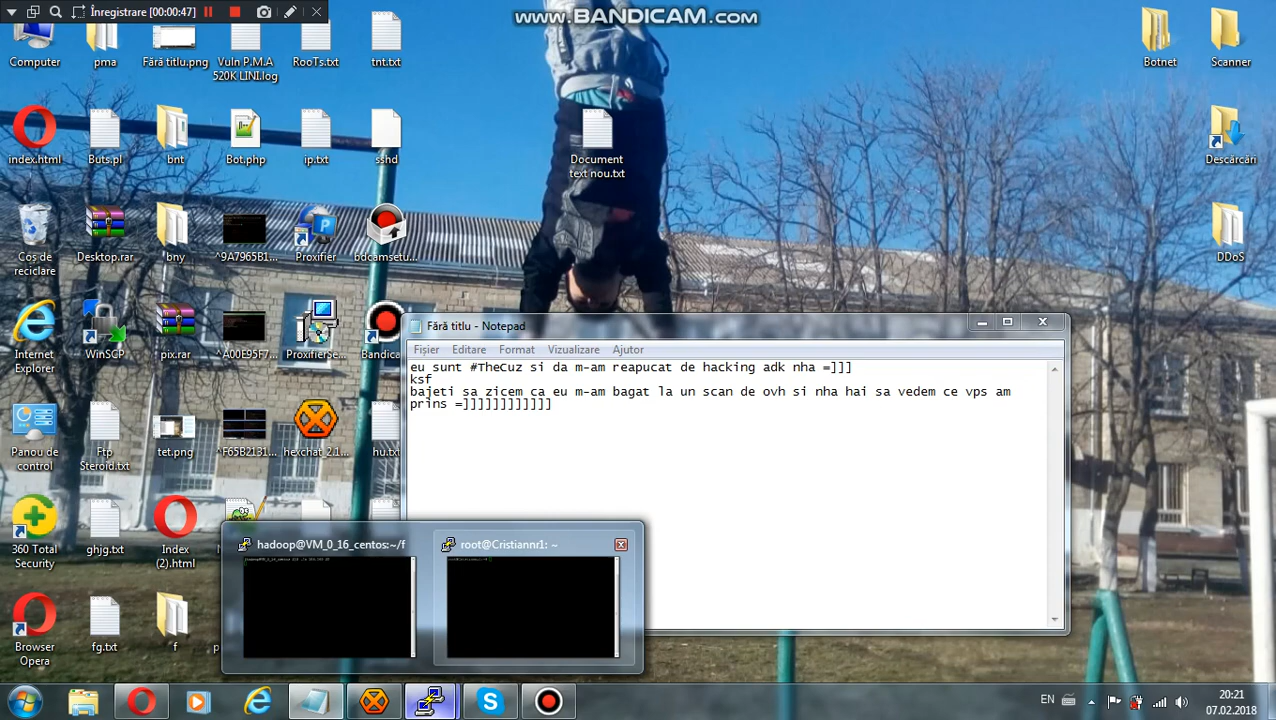 Înregistrare [00:00:47]
www.BANDICAM.com
Computer
pma
Fără titlu.png
Vuln P.M.A
520K LINI.log
RooTs.txt
tnt.txt
Botnet
Scanner
index.html
Buts.pl
bnt
Bot.php
ip.txt
sshd
Document
text nou.txt
Descărcări
Coș de
reciclare
Desktop.rar
bny
^9A7965B1...
Proxifier
bdcamsetu...
DDoS
Internet
Explorer
WinSCP
pix.rar
^A00E95F7...
ProxifierSe...
Bandica
Fără titlu - Notepad
Fișier Editare Format Vizualizare Ajutor
eu sunt #TheCuz si da m-am reapucat de hacking adk nha =]]]
ksf
bajeti sa zicem ca eu m-am bagat la un scan de ovh si nha hai sa vedem ce vps am
prins =]]]]]]]]]]]]
Panou de
control
Ftp
Steroid.txt
tet.png
^F65B2131...
hexchat_2.1...
hu.txt
360 Total
Security
ghjg.txt
Index
(2).html
hadoop@VM_0_16_centos:~/f
root@Cristiannr1: ~
Browser
Opera
fg.txt
f
EN
20:21
07.02.2018